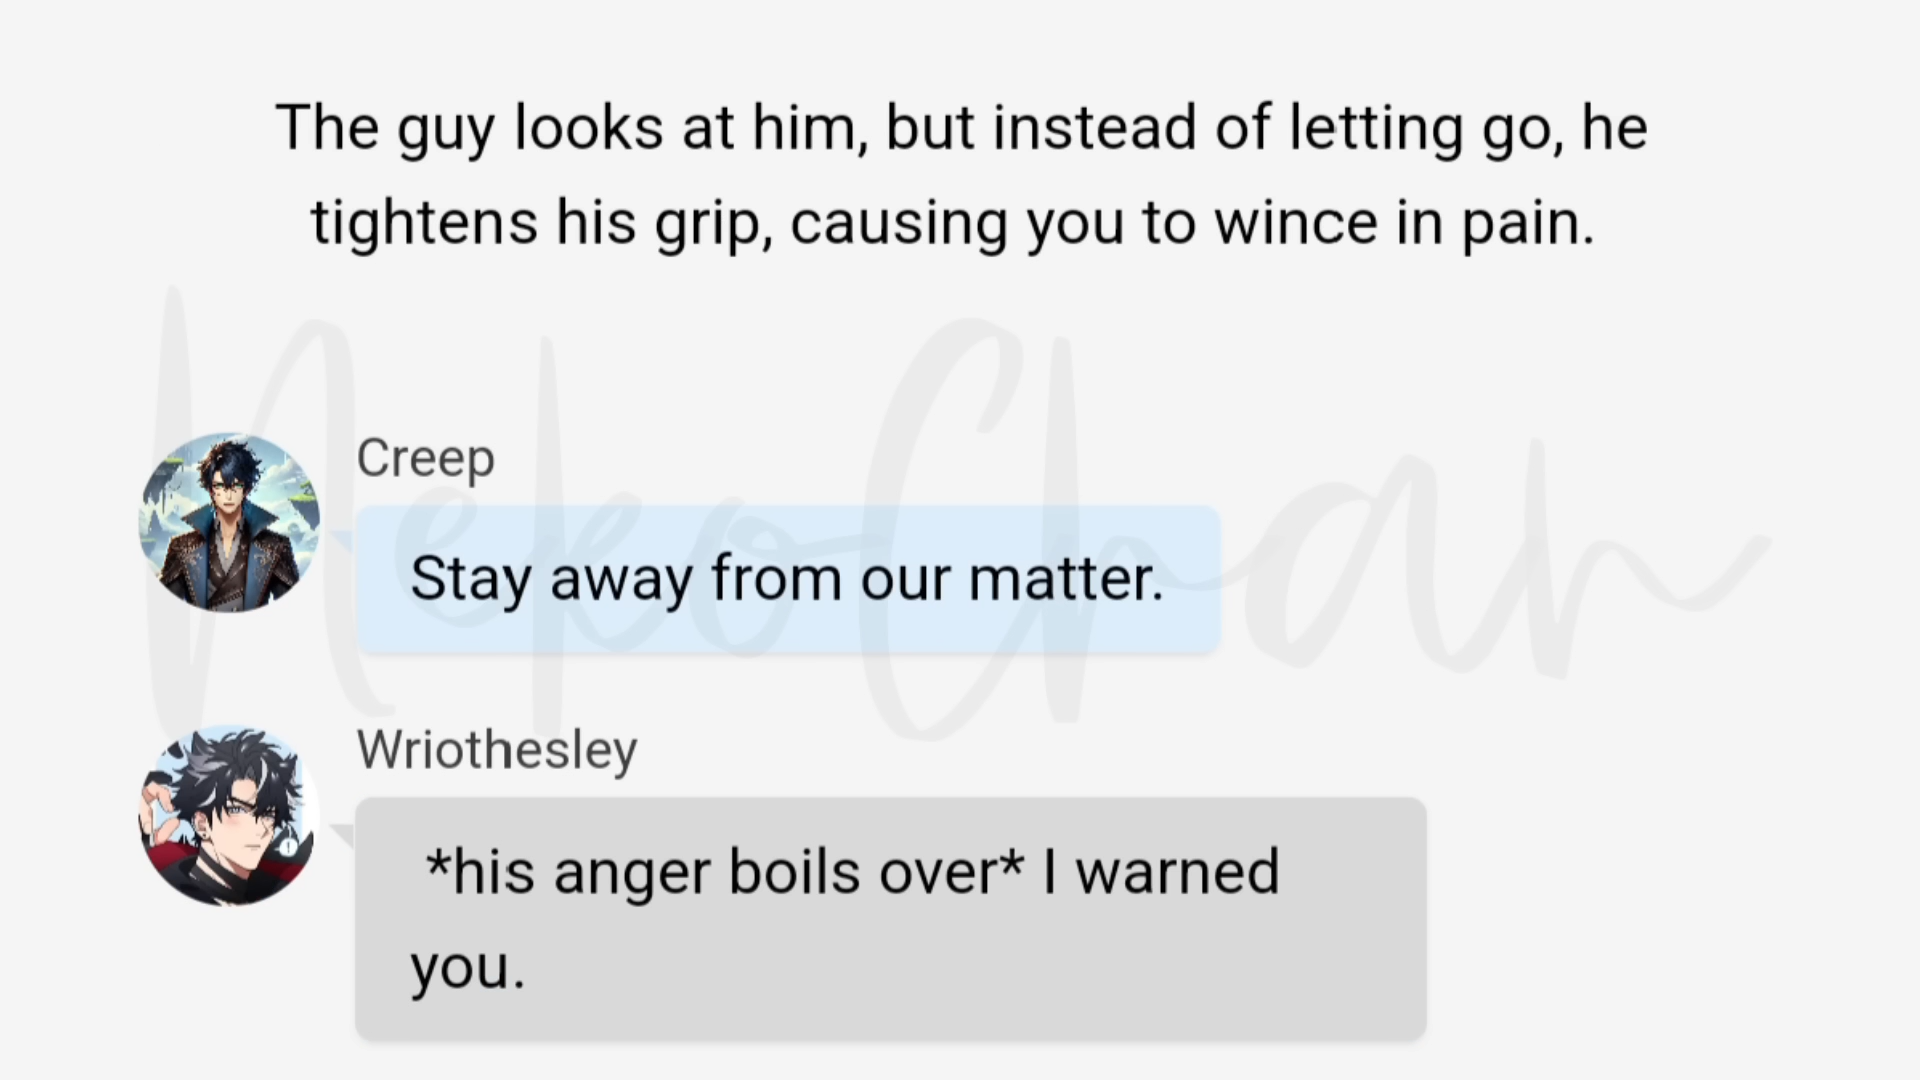 The guy looks at him, but instead of letting go, he
tightens his grip, causing you to wince in pain.
NekoChan
Creep
Stay away from our matter.
Wriothesley
*his anger boils over* I warned
you.